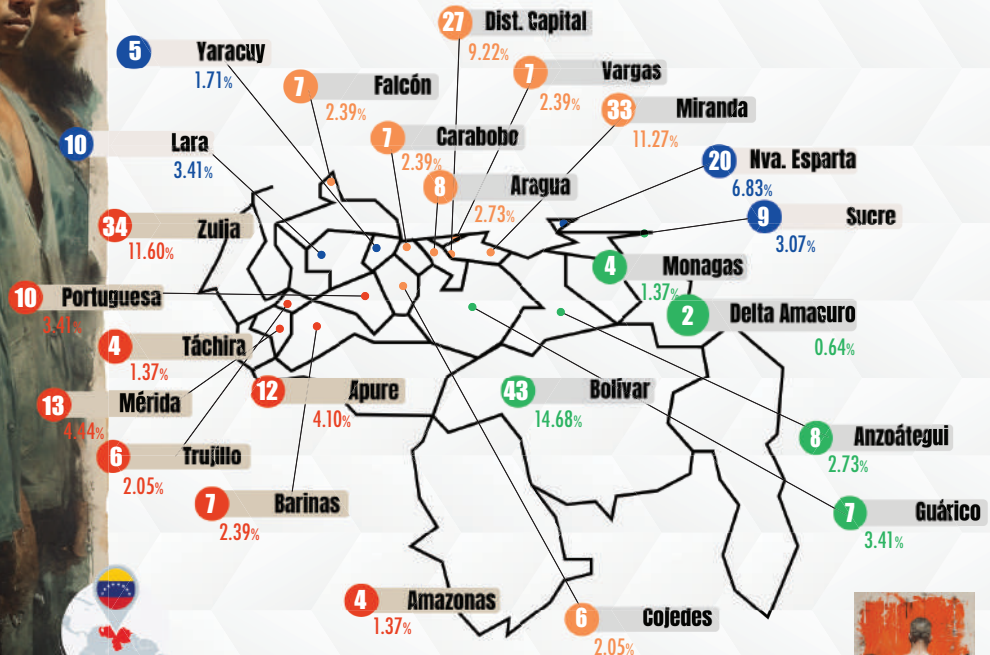 27 Dist. Capital
9.22%
5 Yaracuy
1.71%
7 Falcón
2.39%
7 Vargas
2.39%
33 Miranda
11.27%
10 Lara
3.41%
7 Carabobo
2.39%
20 Nva. Esparta
6.83%
8 Aragua
2.73%
34 Zulia
11.60%
9 Sucre
3.07%
4 Monagas
1.37%
10 Portuguesa
3.41%
2 Delta Amacuro
0.64%
4 Táchira
1.37%
12 Apure
4.10%
43 Bolívar
14.68%
13 Mérida
4.44%
8 Anzoátegui
2.73%
6 Trujillo
2.05%
7 Barinas
2.39%
7 Guárico
3.41%
4 Amazonas
1.37%
6 Cojedes
2.05%